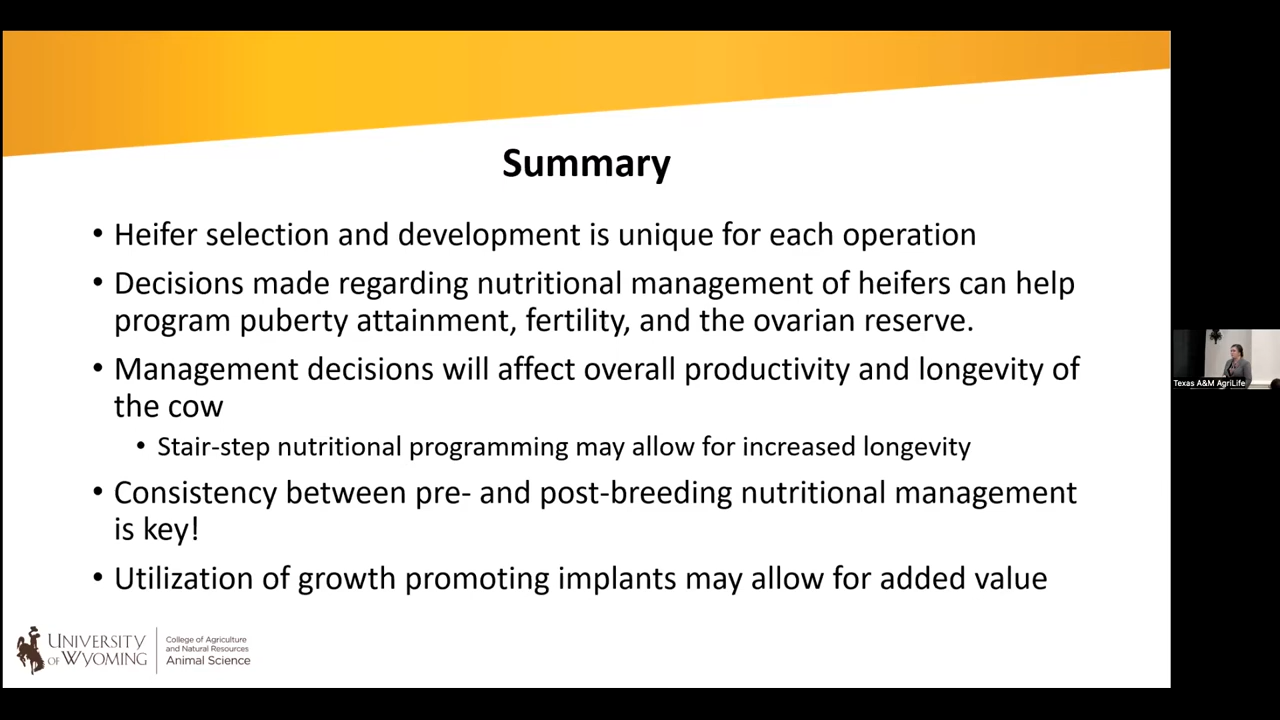 Summary
• Heifer selection and development is unique for each operation
• Decisions made regarding nutritional management of heifers can help
program puberty attainment, fertility, and the ovarian reserve.
• Management decisions will affect overall productivity and longevity of
the cow
• Stair-step nutritional programming may allow for increased longevity
• Consistency between pre- and post-breeding nutritional management
is key!
• Utilization of growth promoting implants may allow for added value
UNIVERSITY
OF WYOMING
College of Agriculture
and Natural Resources
Animal Science
Texas A&M AgriLife